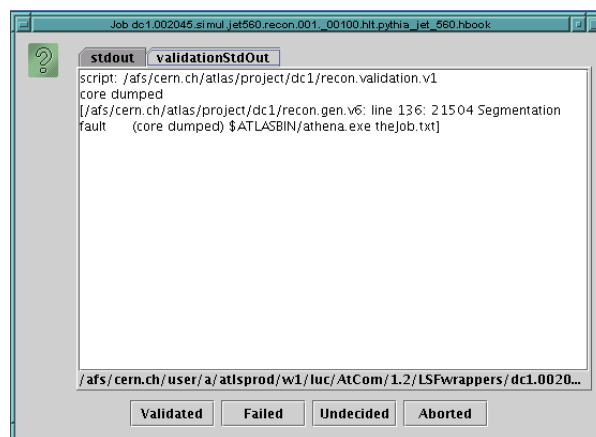 Job dc1.002045.simul.jet560.recon.001._00100.hlt.pythia_jet_560.hbook
stdout validationStdOut
script: /afs/cern.ch/atlas/project/dc1/recon.validation.v1
core dumped
[/afs/cern.ch/atlas/project/dc1/recon.gen.v6: line 136: 21504 Segmentation
fault (core dumped) $ATLASBIN/athena.exe theJob.txt]
/afs/cern.ch/user/a/atlsprod/w1/luc/AtCom/1.2/LSFwrappers/dc1.0020...
Validated Failed Undecided Aborted